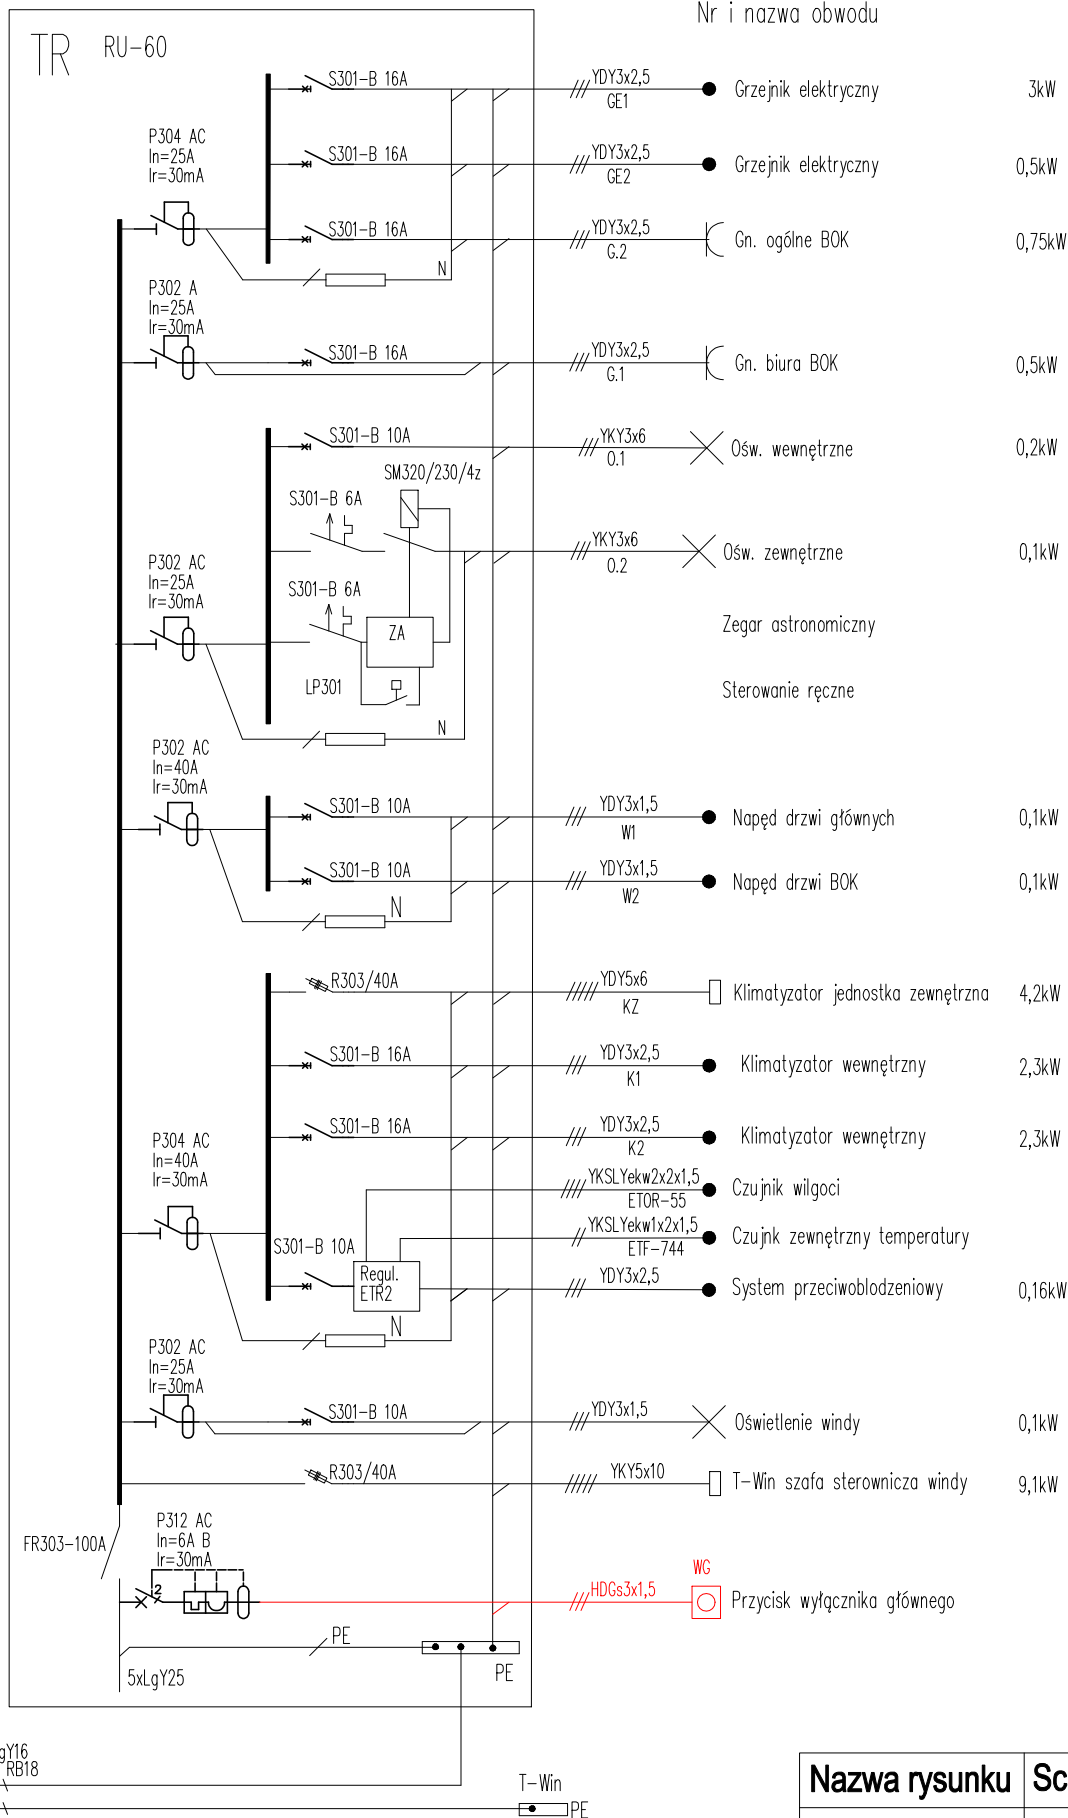 Nr i nazwa obwodu
TR RU-60
S301-B 16A YDY3x2,5 GE1 Grzejnik elektryczny 3kW
P304 AC
In=25A
Ir=30mA
S301-B 16A YDY3x2,5 GE2 Grzejnik elektryczny 0,5kW
S301-B 16A YDY3x2,5 G.2 Gn. ogólne BOK 0,75kW
N
P302 A
In=25A
Ir=30mA
S301-B 16A YDY3x2,5 G.1 Gn. biura BOK 0,5kW
S301-B 10A YKY3x6 O.1 Ośw. wewnętrzne 0,2kW
SM320/230/4z
S301-B 6A
YKY3x6 O.2 Ośw. zewnętrzne 0,1kW
P302 AC
In=25A
Ir=30mA
S301-B 6A
ZA
Zegar astronomiczny
LP301
Sterowanie ręczne
N
P302 AC
In=40A
Ir=30mA
S301-B 10A YDY3x1,5 W1 Napęd drzwi głównych 0,1kW
S301-B 10A YDY3x1,5 W2 Napęd drzwi BOK 0,1kW
N
R303/40A YDY5x6 KZ Klimatyzator jednostka zewnętrzna 4,2kW
S301-B 16A YDY3x2,5 K1 Klimatyzator wewnętrzny 2,3kW
S301-B 16A YDY3x2,5 K2 Klimatyzator wewnętrzny 2,3kW
P304 AC
In=40A
Ir=30mA
YKSLYekw2x2x1,5 ETOR-55 Czujnik wilgoci
YKSLYekw1x2x1,5 ETF-744 Czujnk zewnętrzny temperatury
S301-B 10A
Regul.
ETR2
YDY3x2,5 System przeciwoblodzeniowy 0,16kW
N
P302 AC
In=25A
Ir=30mA
S301-B 10A YDY3x1,5 Oświetlenie windy 0,1kW
R303/40A YKY5x10 T-Win szafa sterownicza windy 9,1kW
FR303-100A
P312 AC
In=6A B
Ir=30mA
2
HDGs3x1,5 WG Przycisk wyłącznika głównego
PE
PE
5xLgY25
gY16
RB18
T-Win
PE
Nazwa rysunku Sc